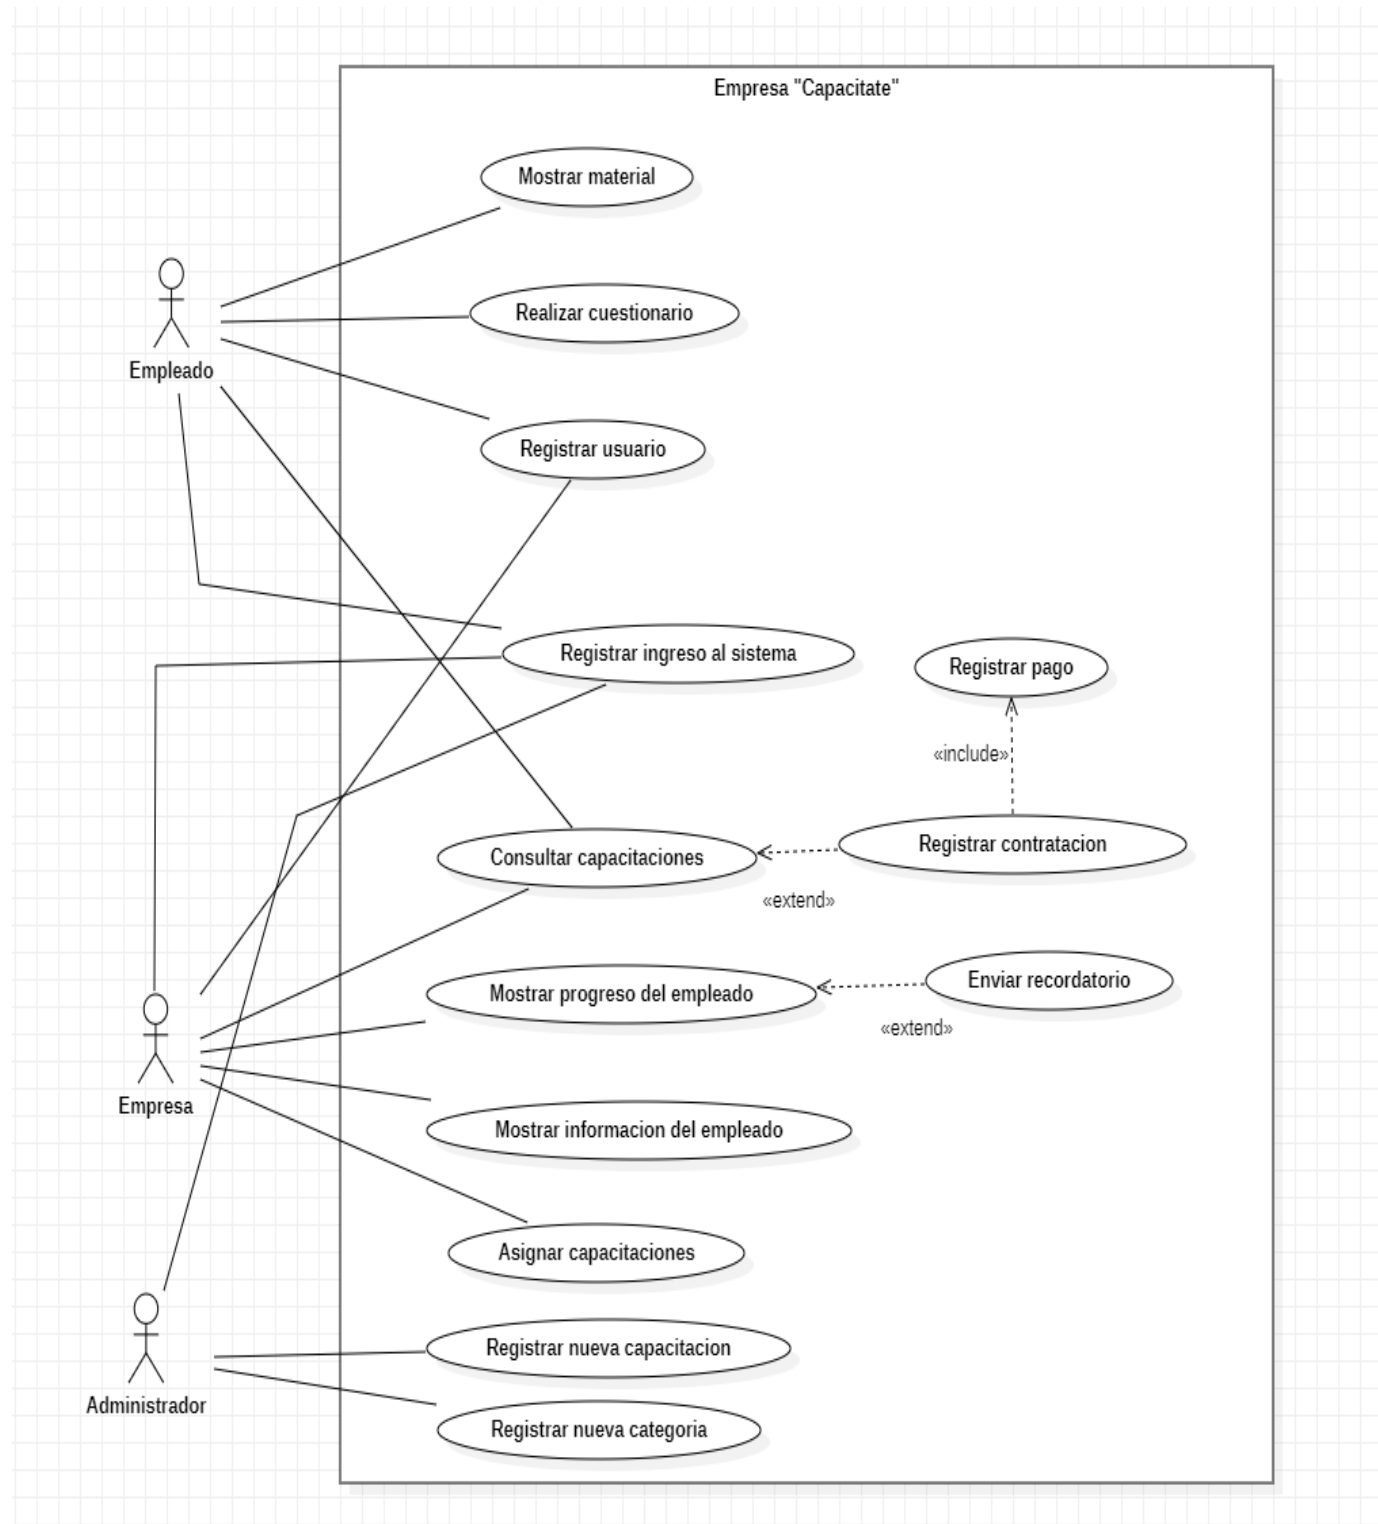 Empresa "Capacitate"
Mostrar material
Realizar cuestionario
Empleado
Registrar usuario
Registrar ingreso al sistema
Registrar pago
«include»
Registrar contratacion
Consultar capacitaciones
«extend»
Enviar recordatorio
Mostrar progreso del empleado
«extend»
Empresa
Mostrar informacion del empleado
Asignar capacitaciones
Registrar nueva capacitacion
Administrador
Registrar nueva categoria